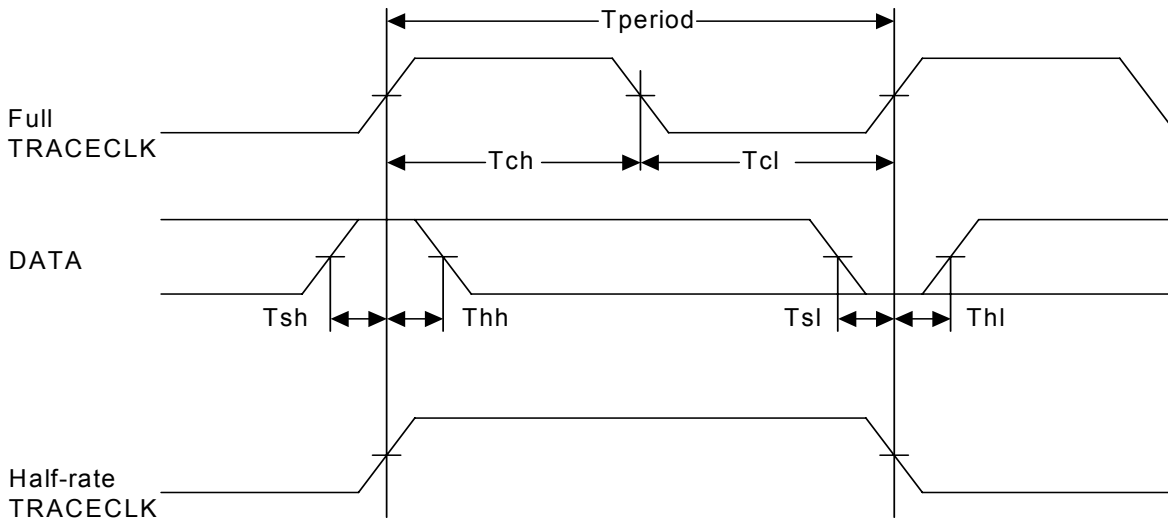 Tperiod
Full
TRACECLK
Tch
Tcl
DATA
Tsh
Thh
Tsl
Thl
Half-rate
TRACECLK